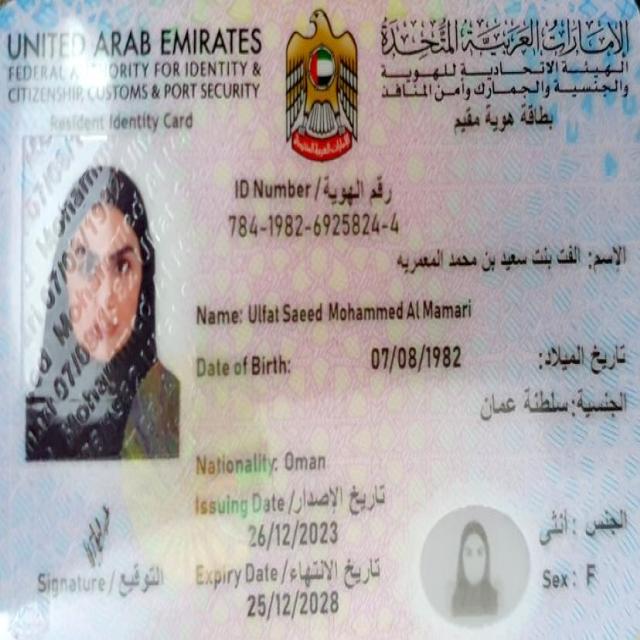 UNITED ARAB EMIRATES
FEDERAL AUTHORITY FOR IDENTITY &
CITIZENSHIP, CUSTOMS & PORT SECURITY
Resident Identity Card
الإمارات العربية المتحدة
الهيئة الاتحادية للهوية
والجنسية والجمارك وأمن المنافذ
بطاقة هوية مقيم
ID Number / رقم الهوية
784-1982-6925824-4
الإسم: الفت بنت سعيد بن محمد المعمريه
Name: Ulfat Saeed Mohammed Al Mamari
Date of Birth: 07/08/1982 تاريخ الميلاد:
الجنسية: سلطنة عمان
Nationality: Oman
Issuing Date / تاريخ الإصدار
26/12/2023
Expiry Date / تاريخ الانتهاء
25/12/2028
الجنس : أنثى
Sex : F
Signature / التوقيع